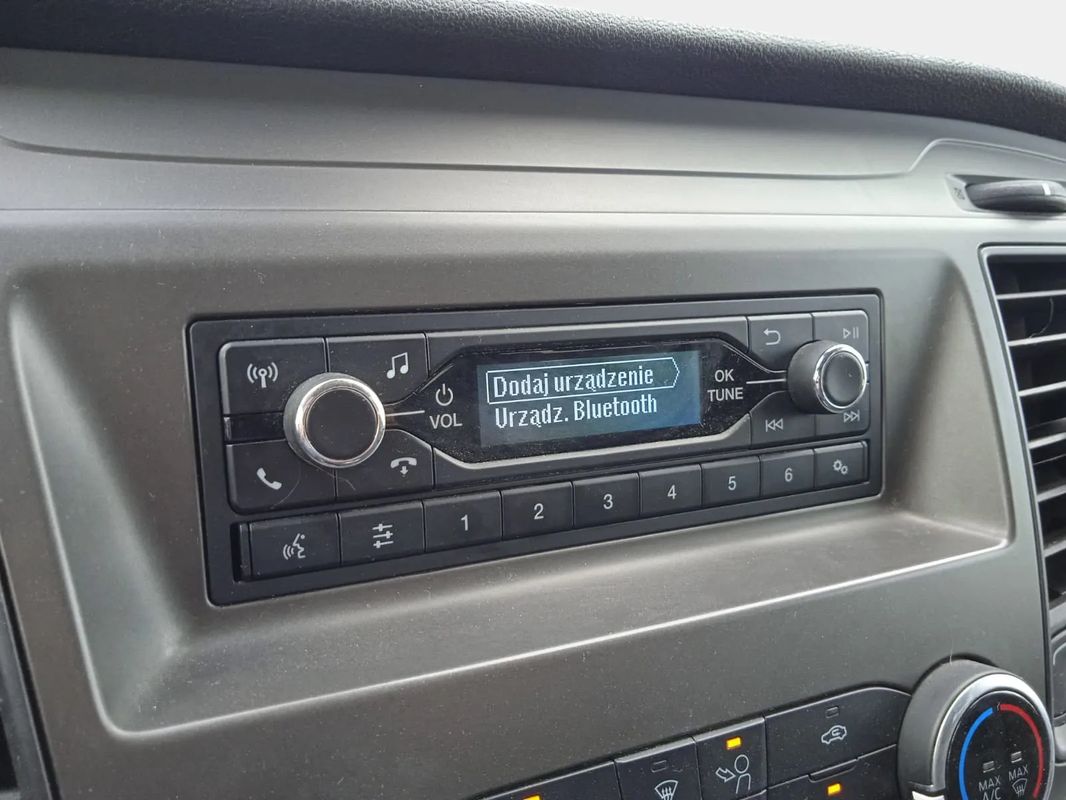 Dodaj urządzenie
Urządz. Bluetooth
VOL
OK
TUNE
1 2 3 4 5 6
MAX
A/C
MAX